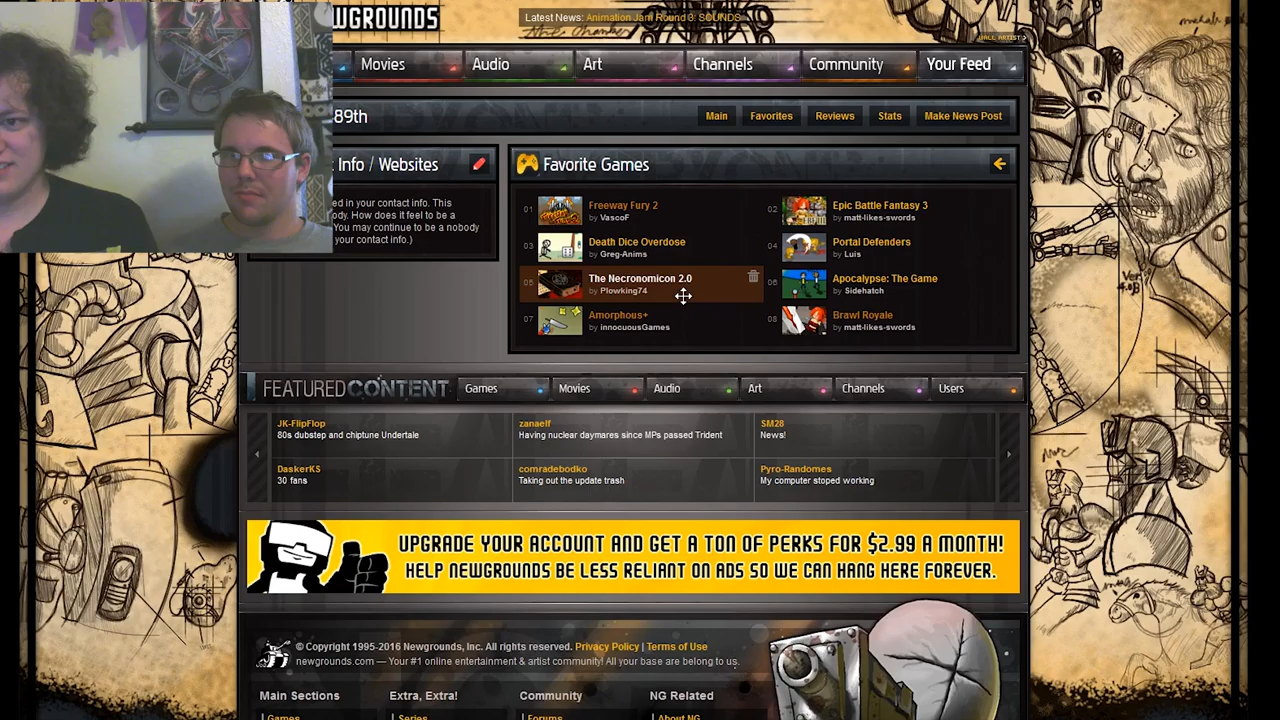 WGROUNDS
Latest News: Animation Jam Round 3: SOUNDS
WALL ARTIST >
Movies
Audio
Art
Channels
Community
Your Feed
89th
Main
Favorites
Reviews
Stats
Make News Post
Info / Websites
ed in your contact info. This
ody. How does it feel to be a
(You may continue to be a nobody
your contact info.)
Favorite Games
01
Freeway Fury 2
by VascoF
02
Epic Battle Fantasy 3
by matt-likes-swords
03
Death Dice Overdose
by Greg-Anims
04
Portal Defenders
by Luis
05
The Necronomicon 2.0
by Plowking74
06
Apocalypse: The Game
by Sidehatch
07
Amorphous+
by innocuousGames
08
Brawl Royale
by matt-likes-swords
FEATUREDCONTENT
Games
Movies
Audio
Art
Channels
Users
JK-FlipFlop
80s dubstep and chiptune Undertale
zanaelf
Having nuclear daymares since MPs passed Trident
SM28
News!
DaskerKS
30 fans
comradebodko
Taking out the update trash
Pyro-Randomes
My computer stoped working
UPGRADE YOUR ACCOUNT AND GET A TON OF PERKS FOR $2.99 A MONTH!
HELP NEWGROUNDS BE LESS RELIANT ON ADS SO WE CAN HANG HERE FOREVER.
© Copyright 1995-2016 Newgrounds, Inc. All rights reserved. Privacy Policy | Terms of Use
newgrounds.com — Your #1 online entertainment & artist community! All your base are belong to us.
Main Sections
Extra, Extra!
Community
NG Related
Games
Series
Forums
About NG